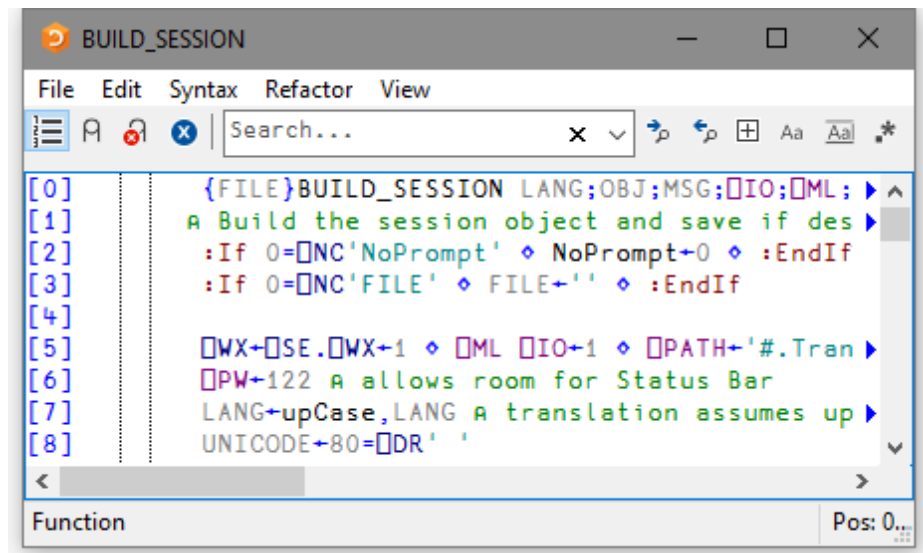 BUILD_SESSION
File Edit Syntax Refactor View
Search...
Aa Aa
[0] {FILE}BUILD_SESSION LANG;OBJ;MSG;⎕IO;⎕ML;
[1] ⍝ Build the session object and save if des
[2] :If 0=⎕NC'NoPrompt' ⋄ NoPrompt←0 ⋄ :EndIf
[3] :If 0=⎕NC'FILE' ⋄ FILE←'' ⋄ :EndIf
[4]
[5] ⎕WX←⎕SE.⎕WX←1 ⋄ ⎕ML ⎕IO←1 ⋄ ⎕PATH←'#.Tran
[6] ⎕PW←122 ⍝ allows room for Status Bar
[7] LANG←upCase,LANG ⍝ translation assumes up
[8] UNICODE←80=⎕DR' '
Function Pos: 0...